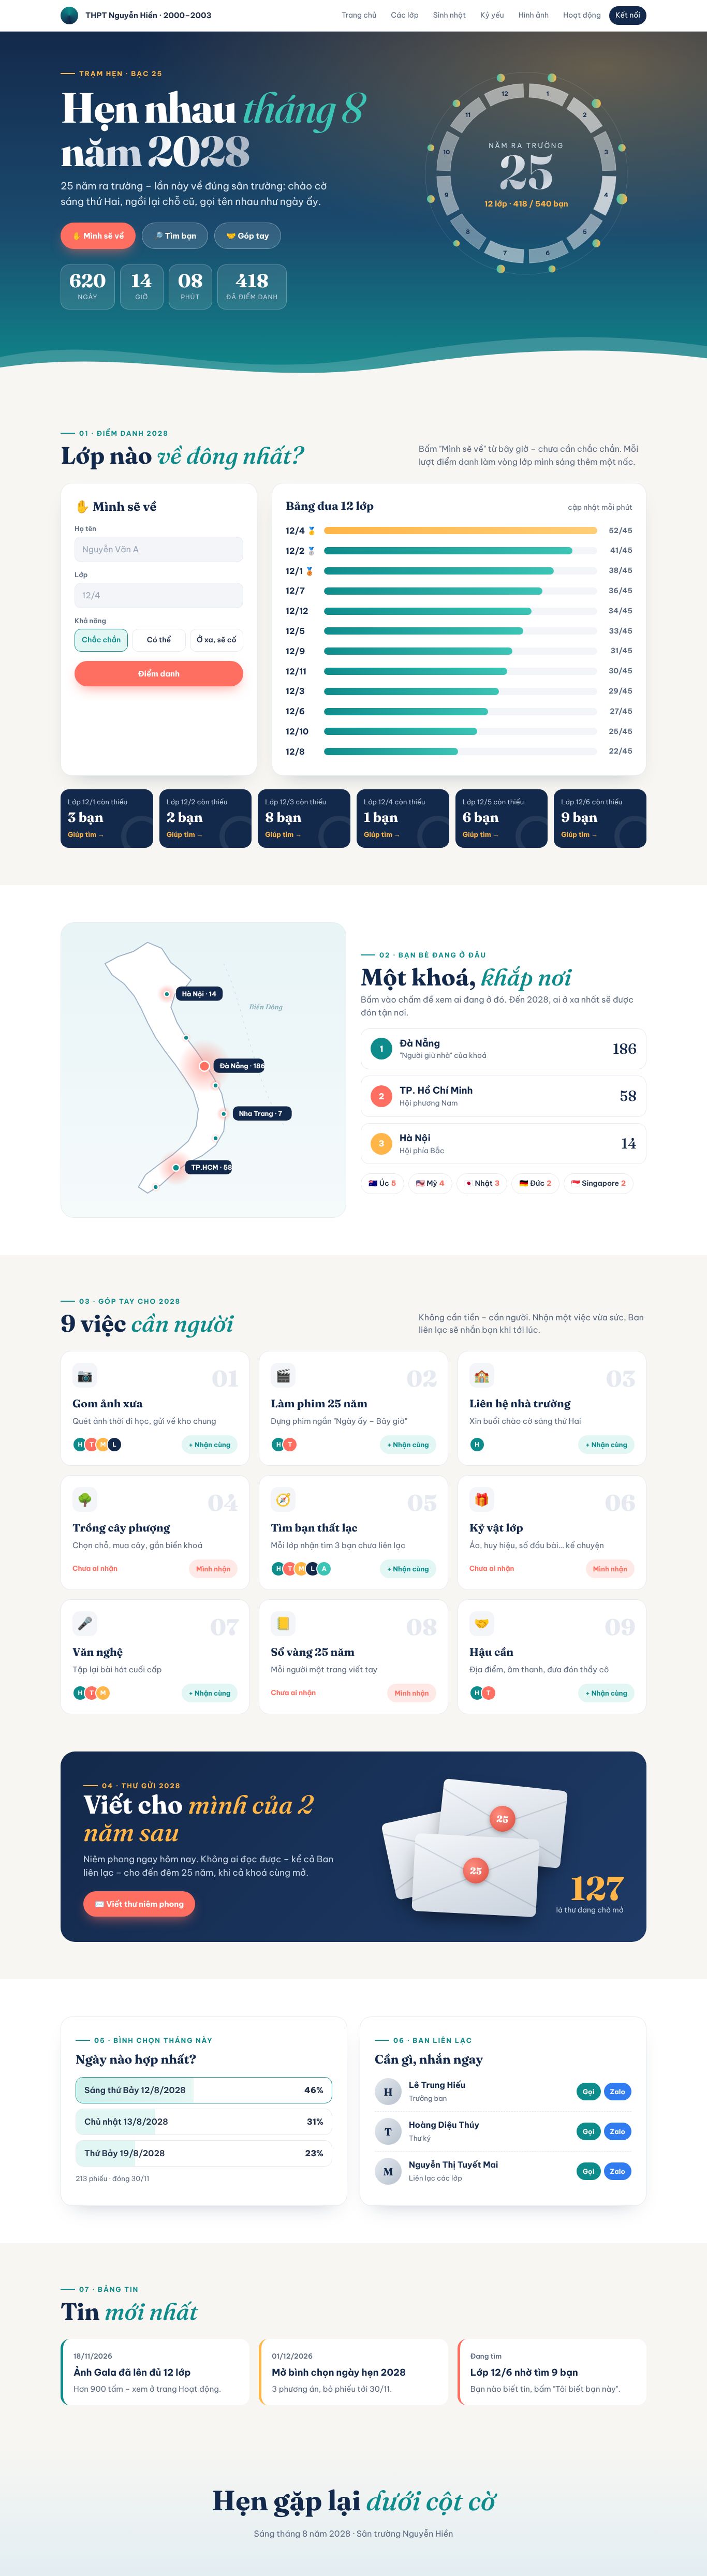 THPT Nguyễn Hiền · 2000–2003
Trang chủ
Các lớp
Sinh nhật
Kỷ yếu
Hình ảnh
Hoạt động
Kết nối
TRẠM HẸN · BẠC 25
Hẹn nhau tháng 8
năm 2028
25 năm ra trường – lần này về đúng sân trường: chào cờ
sáng thứ Hai, ngồi lại chỗ cũ, gọi tên nhau như ngày ấy.
✋ Mình sẽ về
🔎 Tìm bạn
🤝 Góp tay
620
NGÀY
14
GIỜ
08
PHÚT
418
ĐÃ ĐIỂM DANH
12
1
11
2
10
3
9
4
8
5
7
6
NĂM RA TRƯỜNG
25
12 lớp · 418 / 540 bạn
01 · ĐIỂM DANH 2028
Lớp nào về đông nhất?
Bấm "Mình sẽ về" từ bây giờ – chưa cần chắc chắn. Mỗi
lượt điểm danh làm vòng lớp mình sáng thêm một nấc.
✋ Mình sẽ về
Họ tên
Nguyễn Văn A
Lớp
12/4
Khả năng
Chắc chắn
Có thể
Ở xa, sẽ cố
Điểm danh
Bảng đua 12 lớp
cập nhật mỗi phút
12/4 🥇 52/45
12/2 🥈 41/45
12/1 🥉 38/45
12/7 36/45
12/12 34/45
12/5 33/45
12/9 31/45
12/11 30/45
12/3 29/45
12/6 27/45
12/10 25/45
12/8 22/45
Lớp 12/1 còn thiếu
3 bạn
Giúp tìm →
Lớp 12/2 còn thiếu
2 bạn
Giúp tìm →
Lớp 12/3 còn thiếu
8 bạn
Giúp tìm →
Lớp 12/4 còn thiếu
1 bạn
Giúp tìm →
Lớp 12/5 còn thiếu
6 bạn
Giúp tìm →
Lớp 12/6 còn thiếu
9 bạn
Giúp tìm →
Hà Nội · 14
Biển Đông
Đà Nẵng · 186
Nha Trang · 7
TP.HCM · 58
02 · BẠN BÈ ĐANG Ở ĐÂU
Một khoá, khắp nơi
Bấm vào chấm để xem ai đang ở đó. Đến 2028, ai ở xa nhất sẽ được
đón tận nơi.
1
Đà Nẵng
"Người giữ nhà" của khoá
186
2
TP. Hồ Chí Minh
Hội phương Nam
58
3
Hà Nội
Hội phía Bắc
14
🇦🇺 Úc 5
🇺🇸 Mỹ 4
🇯🇵 Nhật 3
🇩🇪 Đức 2
🇸🇬 Singapore 2
03 · GÓP TAY CHO 2028
9 việc cần người
Không cần tiền – cần người. Nhận một việc vừa sức, Ban
liên lạc sẽ nhắn bạn khi tới lúc.
01
Gom ảnh xưa
Quét ảnh thời đi học, gửi về kho chung
H T M L
+ Nhận cùng
02
Làm phim 25 năm
Dựng phim ngắn "Ngày ấy – Bây giờ"
H T
+ Nhận cùng
03
Liên hệ nhà trường
Xin buổi chào cờ sáng thứ Hai
H
+ Nhận cùng
04
Trồng cây phượng
Chọn chỗ, mua cây, gắn biển khoá
Chưa ai nhận
Mình nhận
05
Tìm bạn thất lạc
Mỗi lớp nhận tìm 3 bạn chưa liên lạc
H T M L A
+ Nhận cùng
06
Kỷ vật lớp
Áo, huy hiệu, sổ đầu bài… kể chuyện
Chưa ai nhận
Mình nhận
07
Văn nghệ
Tập lại bài hát cuối cấp
H T M
+ Nhận cùng
08
Sổ vàng 25 năm
Mỗi người một trang viết tay
Chưa ai nhận
Mình nhận
09
Hậu cần
Địa điểm, âm thanh, đưa đón thầy cô
H T
+ Nhận cùng
04 · THƯ GỬI 2028
Viết cho mình của 2
năm sau
Niêm phong ngay hôm nay. Không ai đọc được – kể cả Ban
liên lạc – cho đến đêm 25 năm, khi cả khoá cùng mở.
✉️ Viết thư niêm phong
25
25
127
lá thư đang chờ mở
05 · BÌNH CHỌN THÁNG NÀY
Ngày nào hợp nhất?
Sáng thứ Bảy 12/8/2028 46%
Chủ nhật 13/8/2028 31%
Thứ Bảy 19/8/2028 23%
213 phiếu · đóng 30/11
06 · BAN LIÊN LẠC
Cần gì, nhắn ngay
H
Lê Trung Hiếu
Trưởng ban
Gọi
Zalo
T
Hoàng Diệu Thúy
Thư ký
Gọi
Zalo
M
Nguyễn Thị Tuyết Mai
Liên lạc các lớp
Gọi
Zalo
07 · BẢNG TIN
Tin mới nhất
18/11/2026
Ảnh Gala đã lên đủ 12 lớp
Hơn 900 tấm – xem ở trang Hoạt động.
01/12/2026
Mở bình chọn ngày hẹn 2028
3 phương án, bỏ phiếu tới 30/11.
Đang tìm
Lớp 12/6 nhờ tìm 9 bạn
Bạn nào biết tin, bấm "Tôi biết bạn này".
Hẹn gặp lại dưới cột cờ
Sáng tháng 8 năm 2028 · Sân trường Nguyễn Hiền